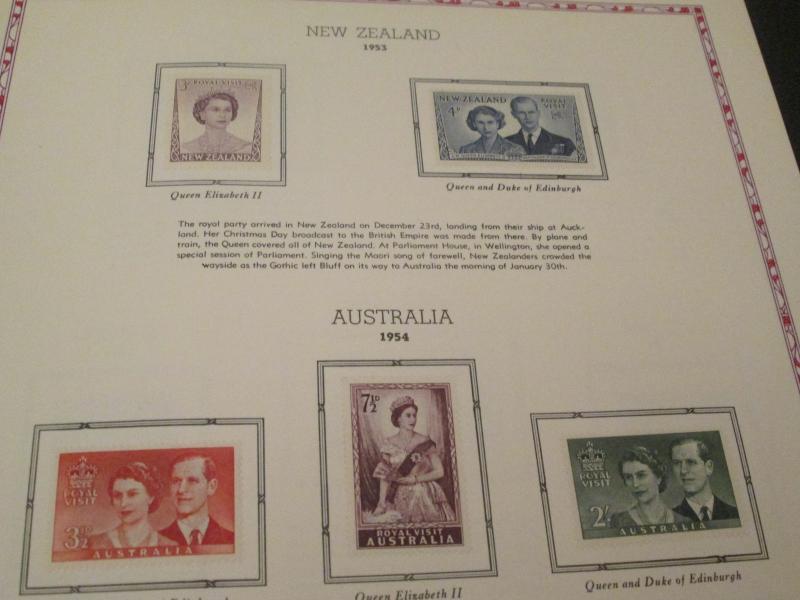 NEW ZEALAND
1953
3d
ROYAL VISIT
NEW ZEALAND
NEW ZEALAND
ROYAL VISIT
4D
Queen Elizabeth II
Queen and Duke of Edinburgh
The royal party arrived in New Zealand on December 23rd, landing from their ship at Auck-
land. Her Christmas Day broadcast to the British Empire was made from there. By plane and
train, the Queen covered all of New Zealand. At Parliament House, in Wellington, she opened a
special session of Parliament. Singing the Maori song of farewell, New Zealanders crowded the
wayside as the Gothic left Bluff on its way to Australia the morning of January 30th.
AUSTRALIA
1954
ROYAL
VISIT
3½D
AUSTRALIA
7½D
ROYAL VISIT
AUSTRALIA
ROYAL
VISIT
2/-
AUSTRALIA
Queen Elizabeth II
Queen and Duke of Edinburgh